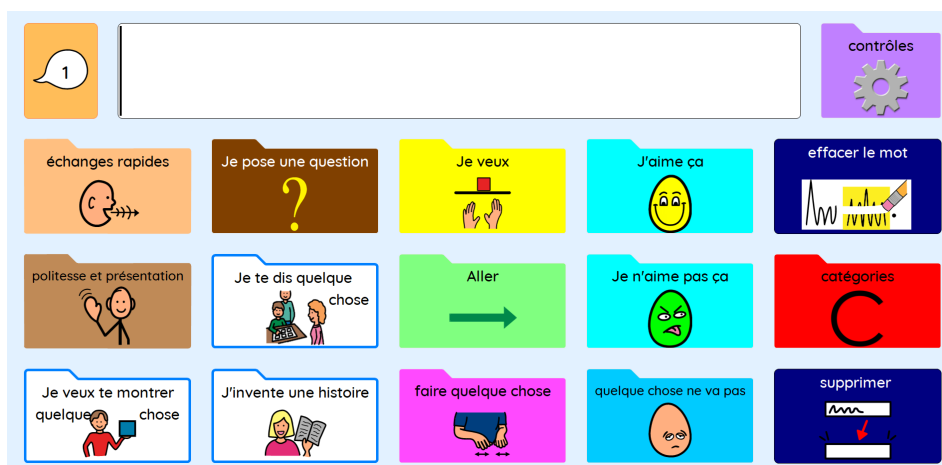 1
contrôles
échanges rapides
Je pose une question
?
Je veux
J'aime ça
effacer le mot
politesse et présentation
Je te dis quelque
chose
Aller
Je n'aime pas ça
catégories
C
Je veux te montrer
quelque chose
J'invente une histoire
faire quelque chose
quelque chose ne va pas
supprimer